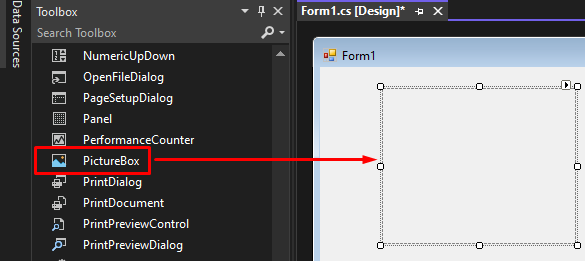 Data Sources
Toolbox
Search Toolbox
NumericUpDown
OpenFileDialog
PageSetupDialog
Panel
PerformanceCounter
PictureBox
PrintDialog
PrintDocument
PrintPreviewControl
PrintPreviewDialog
Form1.cs [Design]*
Form1